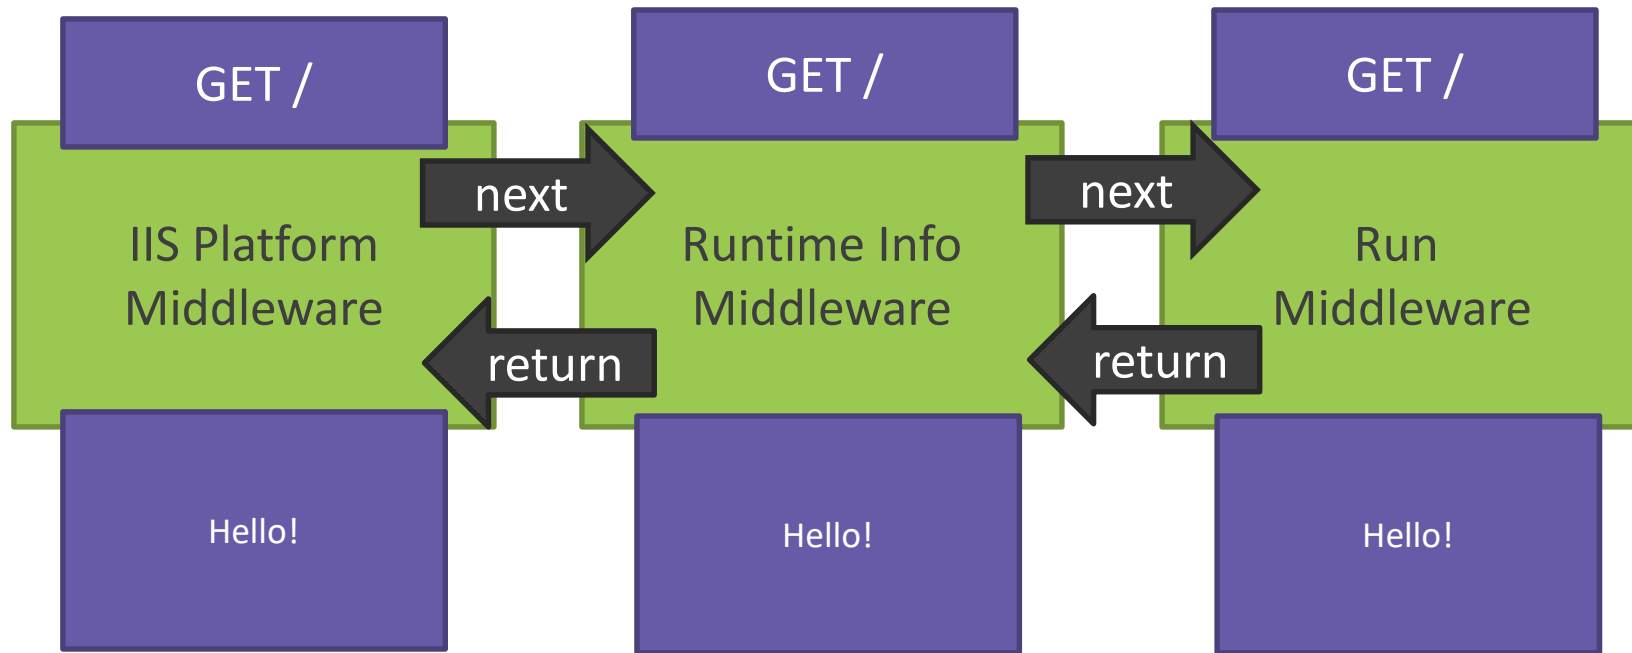 GET /
GET /
GET /
next
next
IIS Platform
Middleware
Runtime Info
Middleware
Run
Middleware
return
return
Hello!
Hello!
Hello!